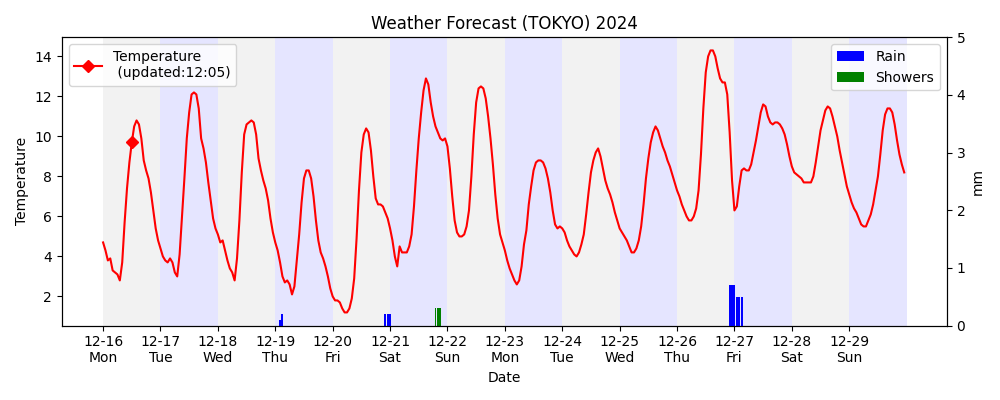 Weather Forecast (TOKYO) 2024
Temperature
(updated:12:05)
Rain
Showers
14
12
10
8
6
4
2
Temperature
5
4
3
2
1
0
mm
12-16 12-17 12-18 12-19 12-20 12-21 12-22 12-23 12-24 12-25 12-26 12-27 12-28 12-29
Mon Tue Wed Thu Fri Sat Sun Mon Tue Wed Thu Fri Sat Sun
Date